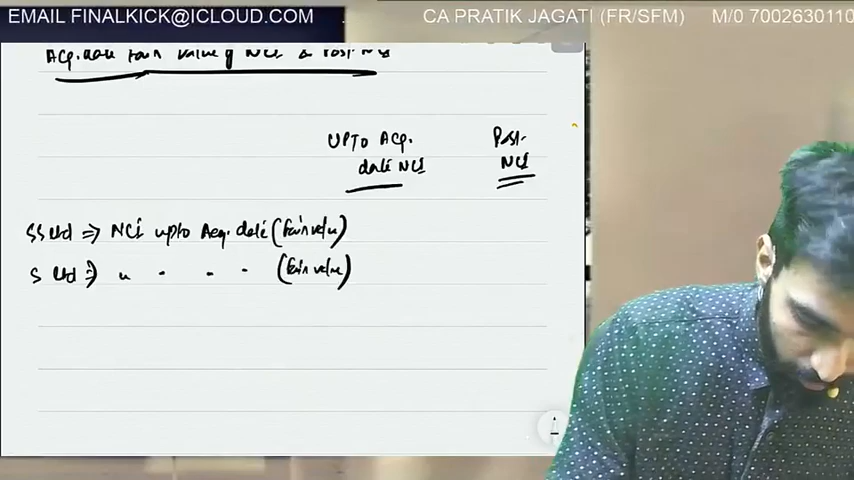 EMAIL FINALKICK@ICLOUD.COM CA PRATIK JAGATI (FR/SFM) M/0 7002630110
Acq. date fair value of NCI & Post-NCI
UPTO Acq. Post-
date NCI NCI
SS Ltd ⇒ NCI upto Acq. date (fair value)
S Ltd ⇒ " " " " (fair value)